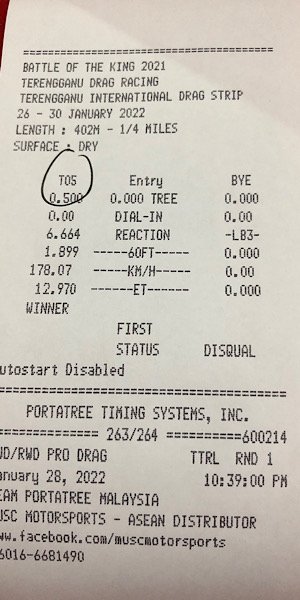 ===========================================
BATTLE OF THE KING 2021
TERENGGANU DRAG RACING
TERENGGANU INTERNATIONAL DRAG STRIP
26 - 30 JANUARY 2022
LENGTH : 402M - 1/4 MILES
SURFACE : DRY
T05 Entry BYE
0.500 0.000 TREE 0.000
0.00 DIAL-IN 0.00
6.664 REACTION -LB3-
1.899 -----60FT----- 0.000
178.07 -----KM/H----- 0.00
12.970 ------ET------ 0.000
WINNER
FIRST
STATUS DISQUAL
utostart Disabled
===========================================
PORTATREE TIMING SYSTEMS, INC.
============== 263/264 ==========600214
WD/RWD PRO DRAG TTRL RND 1
anuary 28, 2022 10:39:00 PM
EAM PORTATREE MALAYSIA
USC MOTORSPORTS - ASEAN DISTRIBUTOR
ww.facebook.com/muscmotorsports
6016-6681490